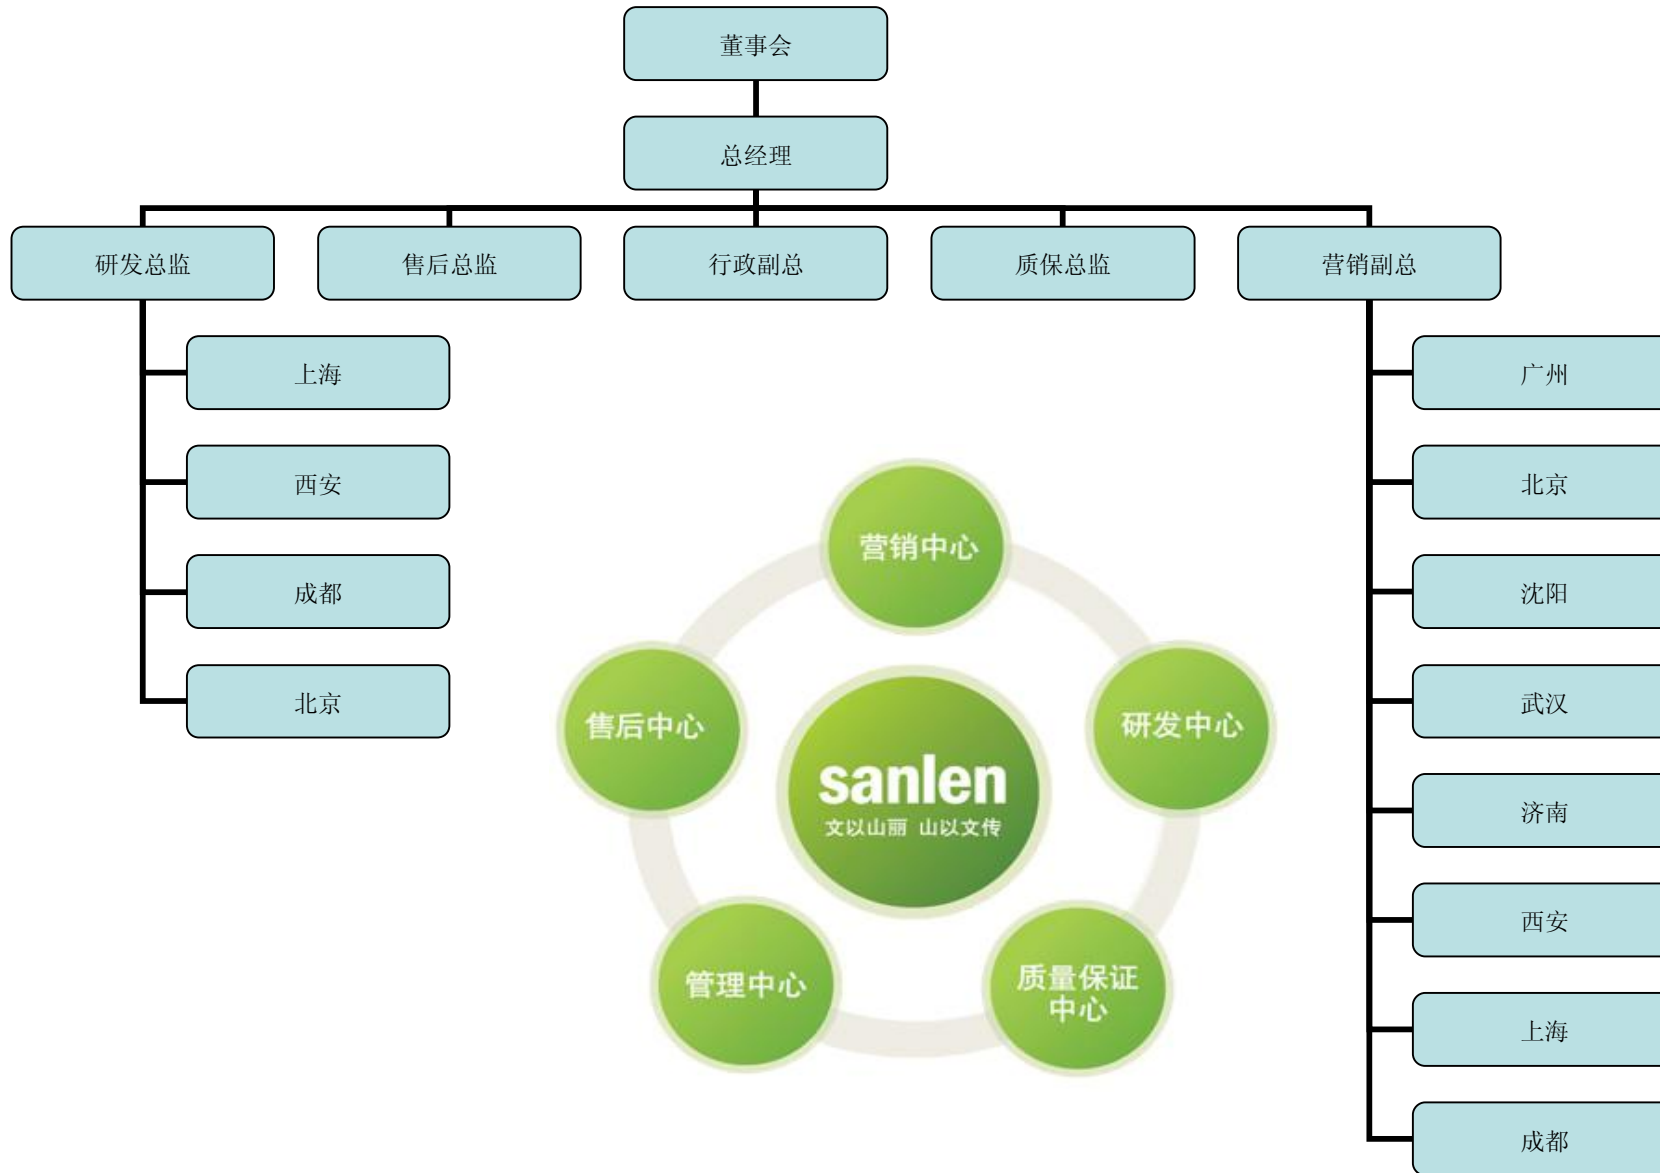 董事会
总经理
研发总监
售后总监
行政副总
质保总监
营销副总
上海
西安
成都
北京
广州
北京
沈阳
武汉
济南
西安
上海
成都
营销中心
售后中心
研发中心
sanlen
文以山丽 山以文传
管理中心
质量保证
中心